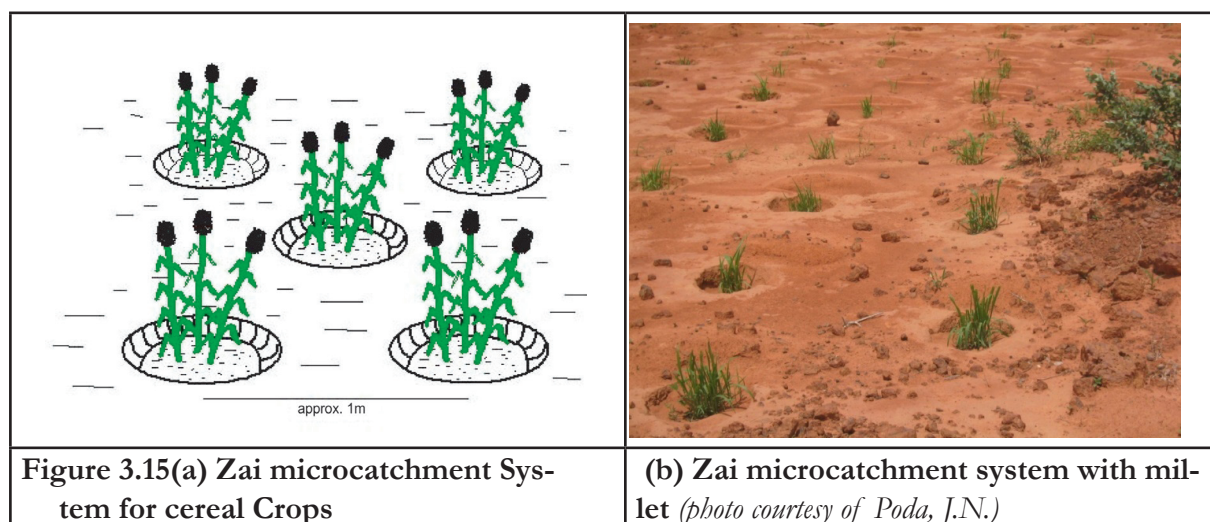 approx. 1m
Figure 3.15(a) Zai microcatchment Sys-
tem for cereal Crops
(b) Zai microcatchment system with mil-
let (photo courtesy of Poda, J.N.)